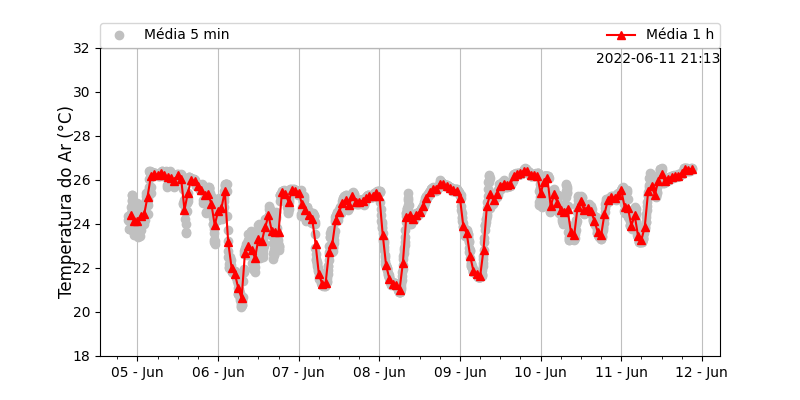 Média 5 min
Média 1 h
2022-06-11 21:13
Temperatura do Ar (°C)
32
30
28
26
24
22
20
18
05 - Jun
06 - Jun
07 - Jun
08 - Jun
09 - Jun
10 - Jun
11 - Jun
12 - Jun